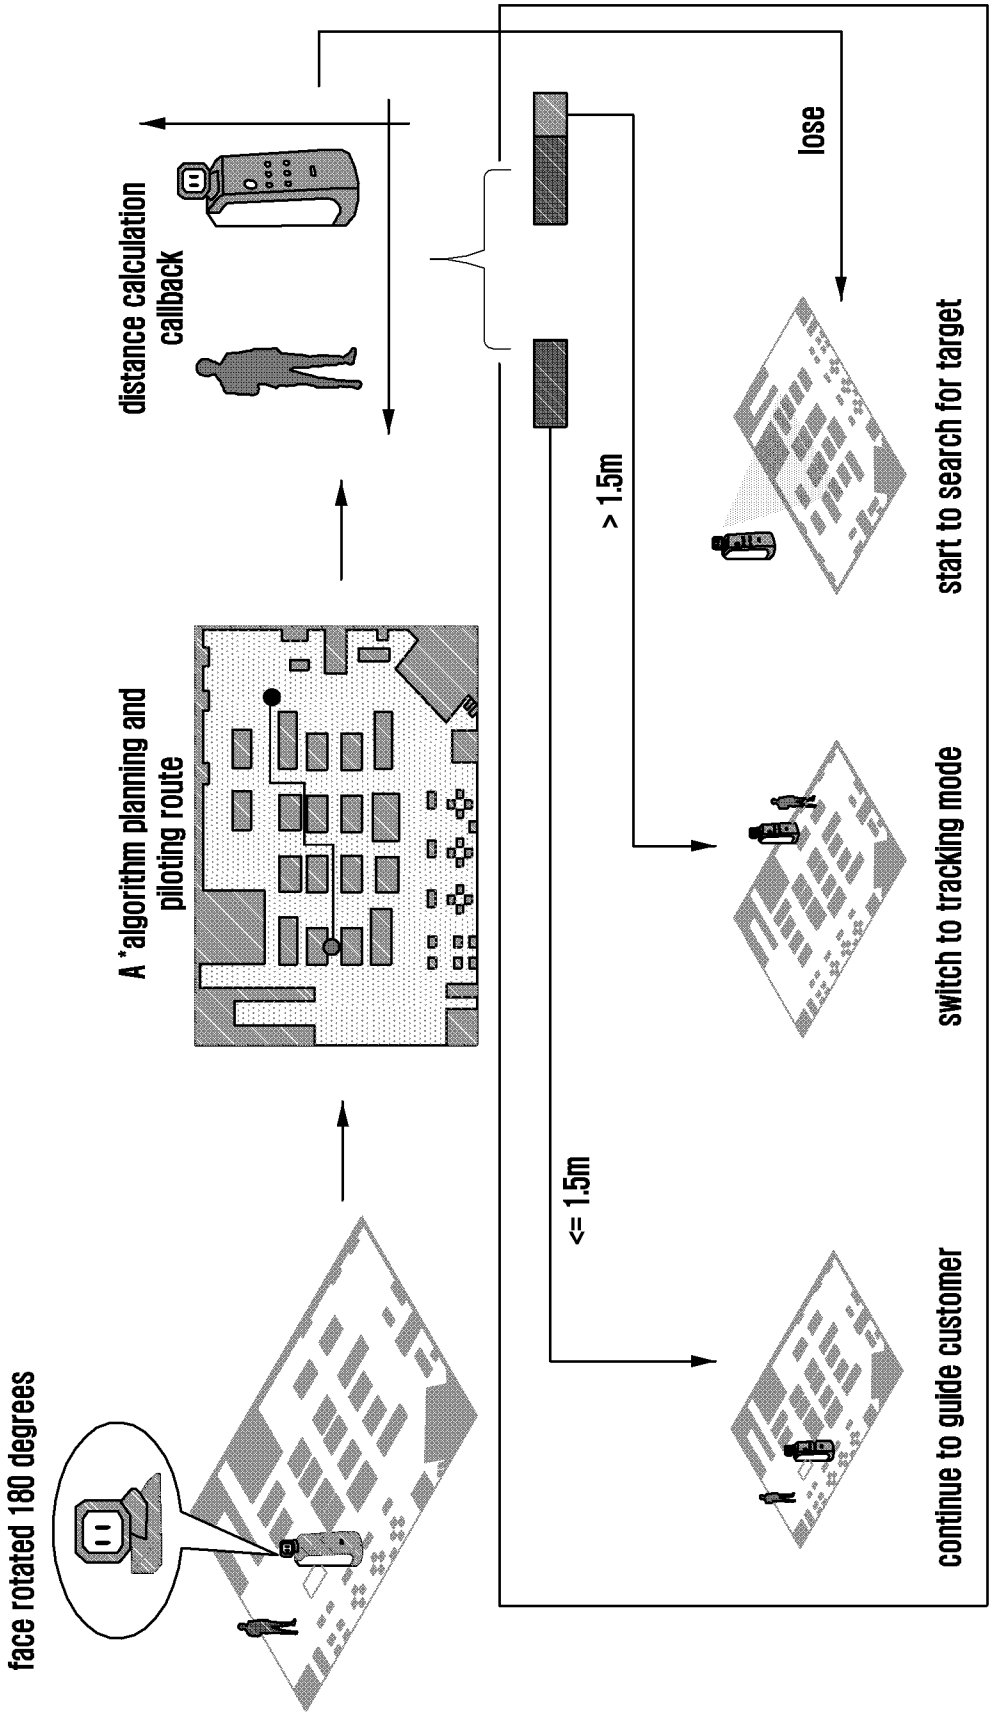 face rotated 180 degrees
A *algorithm planning and
piloting route
distance calculation
callback
<= 1.5m
> 1.5m
lose
continue to guide customer
switch to tracking mode
start to search for target